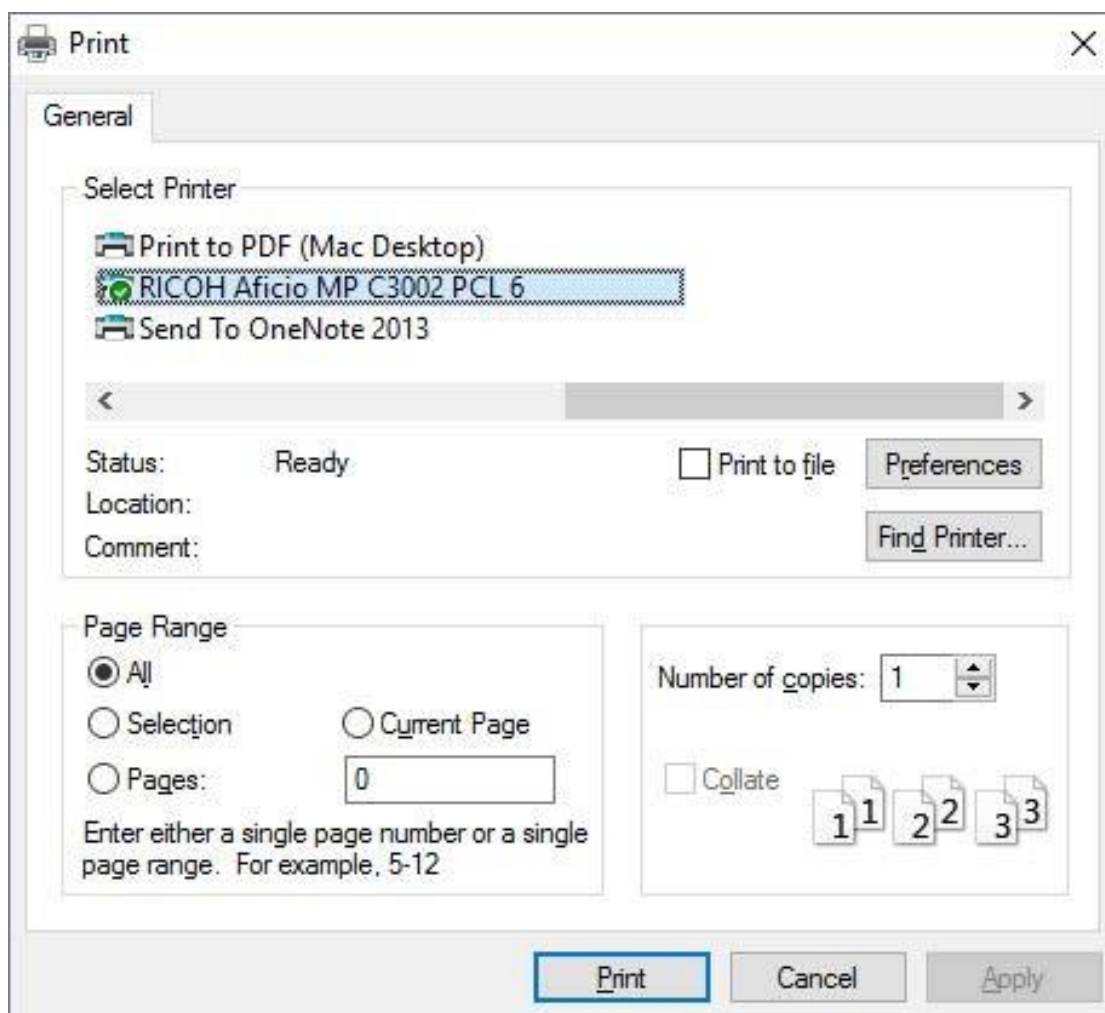 Print
General
Select Printer
Print to PDF (Mac Desktop)
RICOH Aficio MP C3002 PCL 6
Send To OneNote 2013
Status: Ready
Print to file
Preferences
Location:
Comment:
Find Printer...
Page Range
All
Selection
Current Page
Pages: 0
Enter either a single page number or a single
page range. For example, 5-12
Number of copies: 1
Collate
1 1 2 2 3 3
Print Cancel Apply